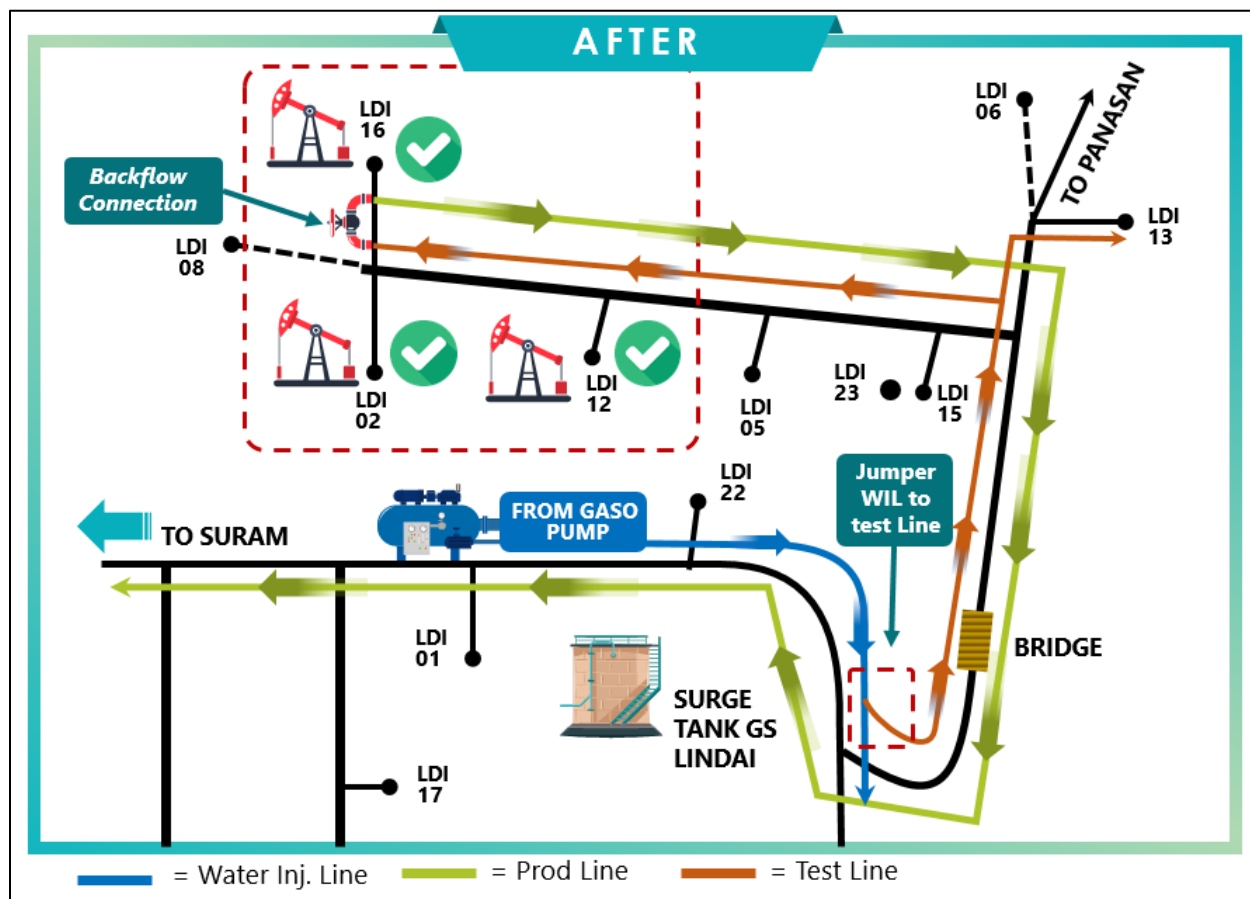 AFTER
LDI
16
Backflow
Connection
LDI
08
LDI
06
TO PANASAN
LDI
13
LDI
02
LDI
12
LDI
05
LDI
23
LDI
15
LDI
22
Jumper
WIL to
test Line
FROM GASO
PUMP
TO SURAM
LDI
01
BRIDGE
SURGE
TANK GS
LINDAI
LDI
17
= Water Inj. Line
= Prod Line
= Test Line